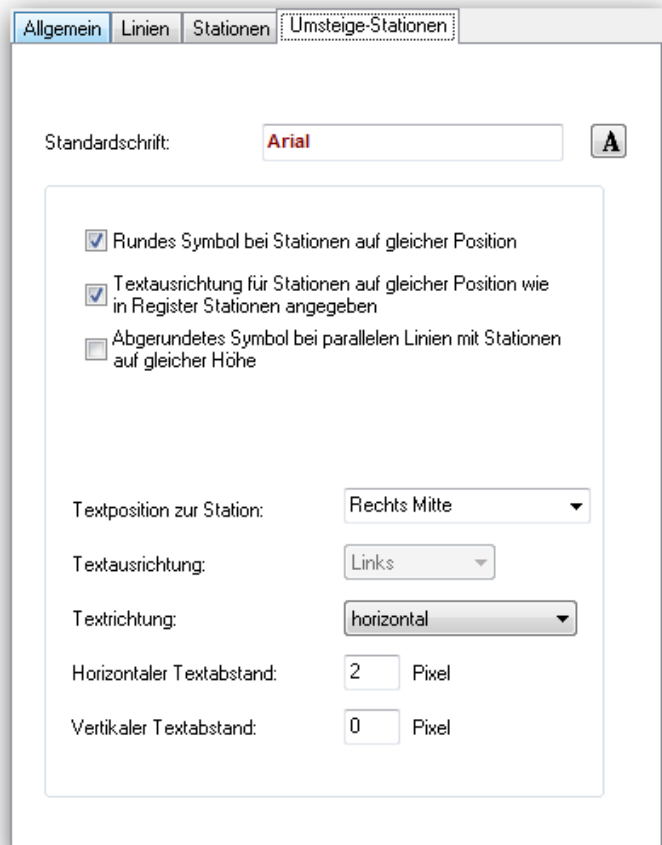 Allgemein Linien Stationen Umsteige-Stationen
Standardschrift: Arial A
Rundes Symbol bei Stationen auf gleicher Position
Textausrichtung für Stationen auf gleicher Position wie
in Register Stationen angegeben
Abgerundetes Symbol bei parallelen Linien mit Stationen
auf gleicher Höhe
Textposition zur Station: Rechts Mitte
Textausrichtung: Links
Textrichtung: horizontal
Horizontaler Textabstand: 2 Pixel
Vertikaler Textabstand: 0 Pixel